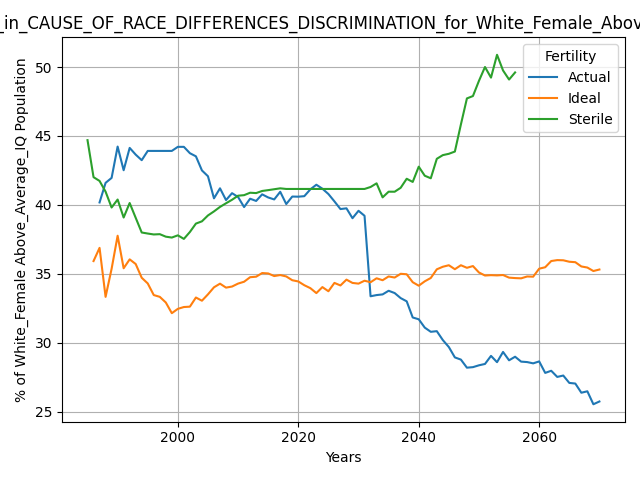 _in_CAUSE_OF_RACE_DIFFERENCES_DISCRIMINATION_for_White_Female_Above
% of White_Female Above_Average_IQ Population
50
45
40
35
30
25
Fertility
Actual
Ideal
Sterile
2000
2020
2040
2060
Years